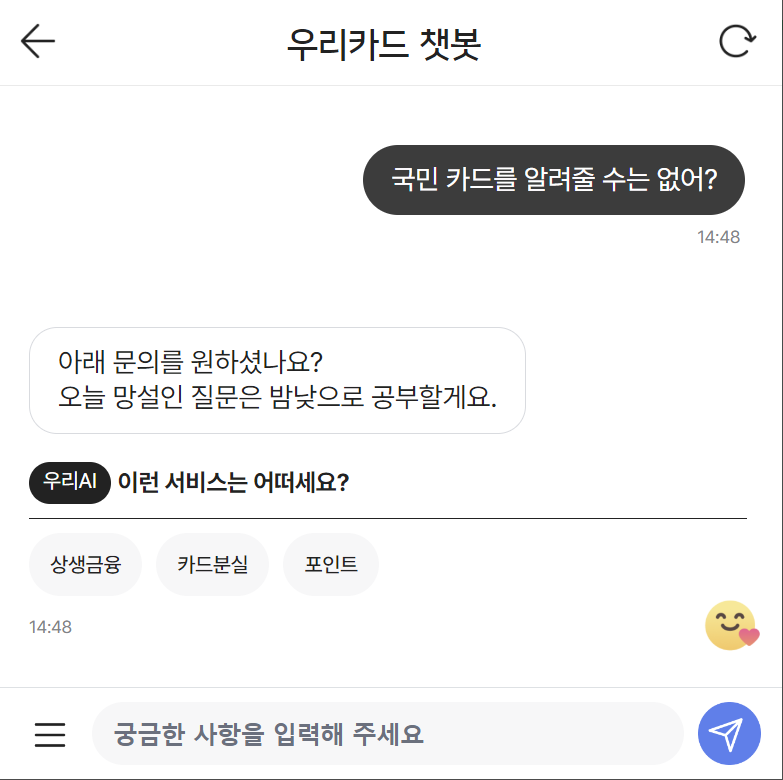 우리카드 챗봇
국민 카드를 알려줄 수는 없어?
14:48
아래 문의를 원하셨나요?
오늘 망설인 질문은 밤낮으로 공부할게요.
우리AI 이런 서비스는 어떠세요?
상생금융 카드분실 포인트
14:48
궁금한 사항을 입력해 주세요